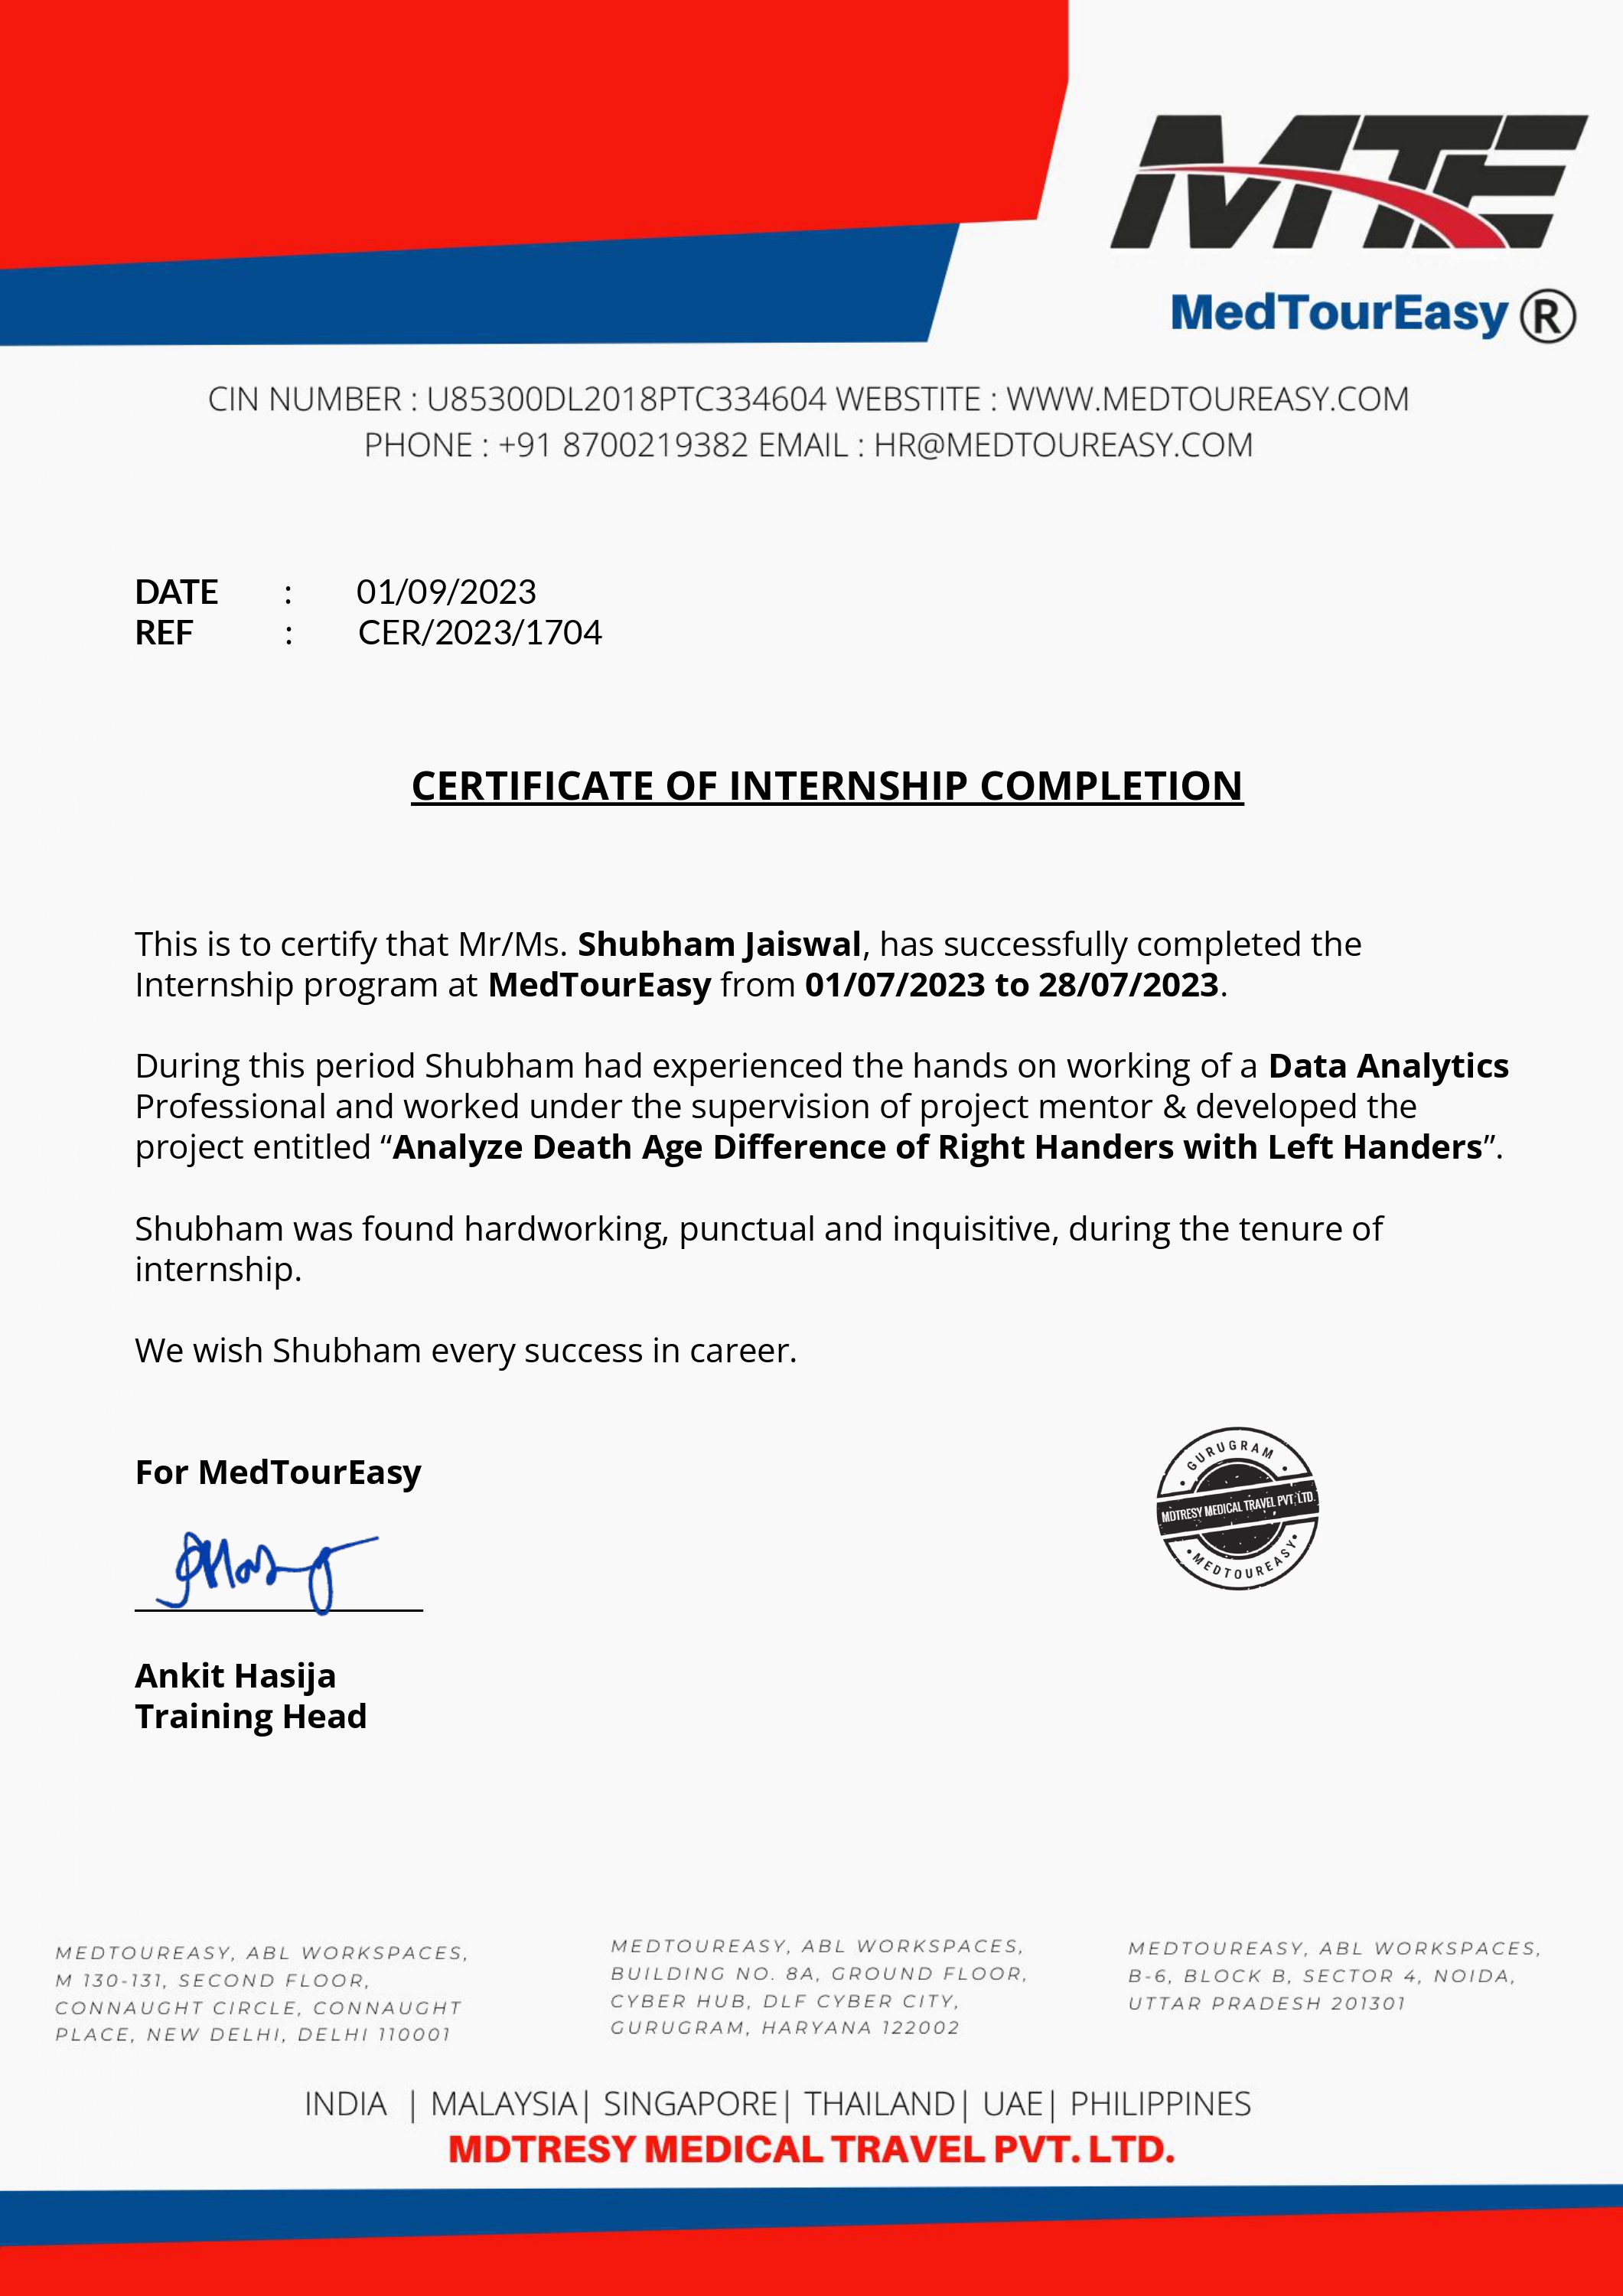 MTE
MedTourEasy ®
CIN NUMBER : U85300DL2018PTC334604 WEBSTITE : WWW.MEDTOUREASY.COM
PHONE : +91 8700219382 EMAIL : HR@MEDTOUREASY.COM
DATE : 01/09/2023
REF : CER/2023/1704
CERTIFICATE OF INTERNSHIP COMPLETION
This is to certify that Mr/Ms. Shubham Jaiswal, has successfully completed the
Internship program at MedTourEasy from 01/07/2023 to 28/07/2023.
During this period Shubham had experienced the hands on working of a Data Analytics
Professional and worked under the supervision of project mentor & developed the
project entitled “Analyze Death Age Difference of Right Handers with Left Handers”.
Shubham was found hardworking, punctual and inquisitive, during the tenure of
internship.
We wish Shubham every success in career.
For MedTourEasy
GURUGRAM
MDTRESY MEDICAL TRAVEL PVT. LTD.
MEDTOUREASY
Ankit Hasija
Training Head
MEDTOUREASY, ABL WORKSPACES,
M 130-131, SECOND FLOOR,
CONNAUGHT CIRCLE, CONNAUGHT
PLACE, NEW DELHI, DELHI 110001
MEDTOUREASY, ABL WORKSPACES,
BUILDING NO. 8A, GROUND FLOOR,
CYBER HUB, DLF CYBER CITY,
GURUGRAM, HARYANA 122002
MEDTOUREASY, ABL WORKSPACES,
B-6, BLOCK B, SECTOR 4, NOIDA,
UTTAR PRADESH 201301
INDIA | MALAYSIA| SINGAPORE| THAILAND| UAE| PHILIPPINES
MDTRESY MEDICAL TRAVEL PVT. LTD.